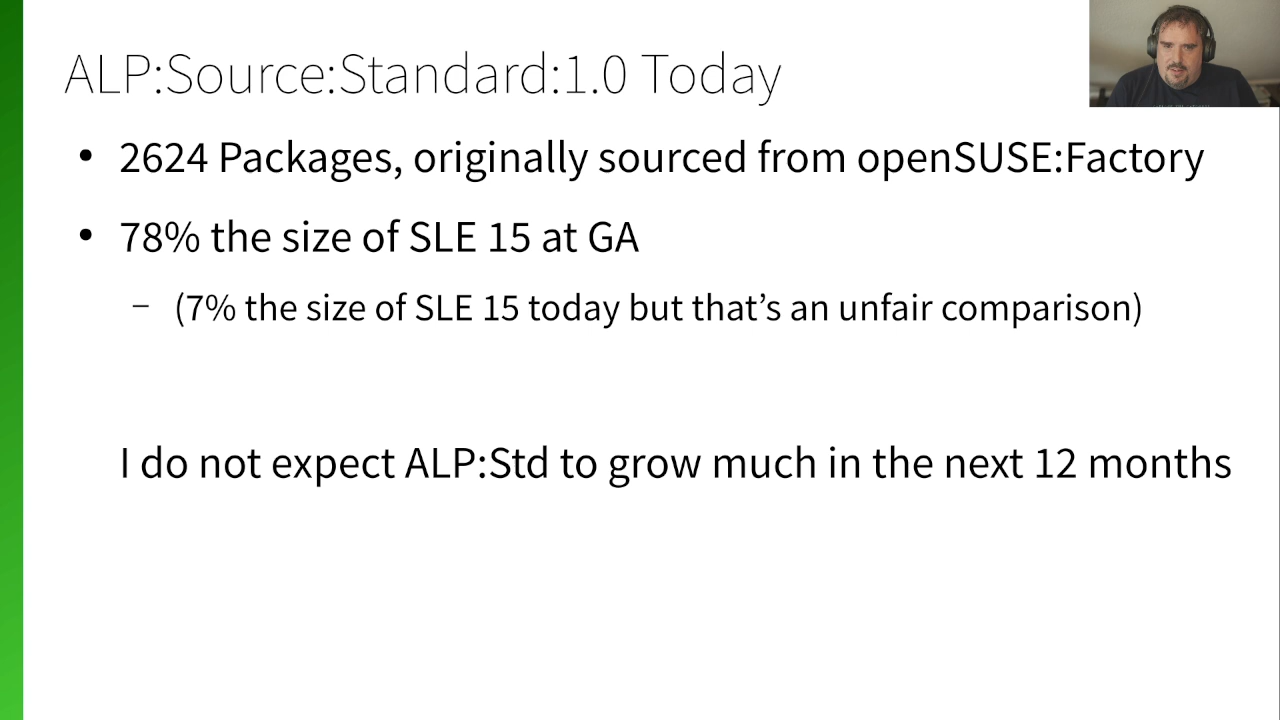 ALP:Source:Standard:1.0 Today
• 2624 Packages, originally sourced from openSUSE:Factory
• 78% the size of SLE 15 at GA
– (7% the size of SLE 15 today but that’s an unfair comparison)
I do not expect ALP:Std to grow much in the next 12 months